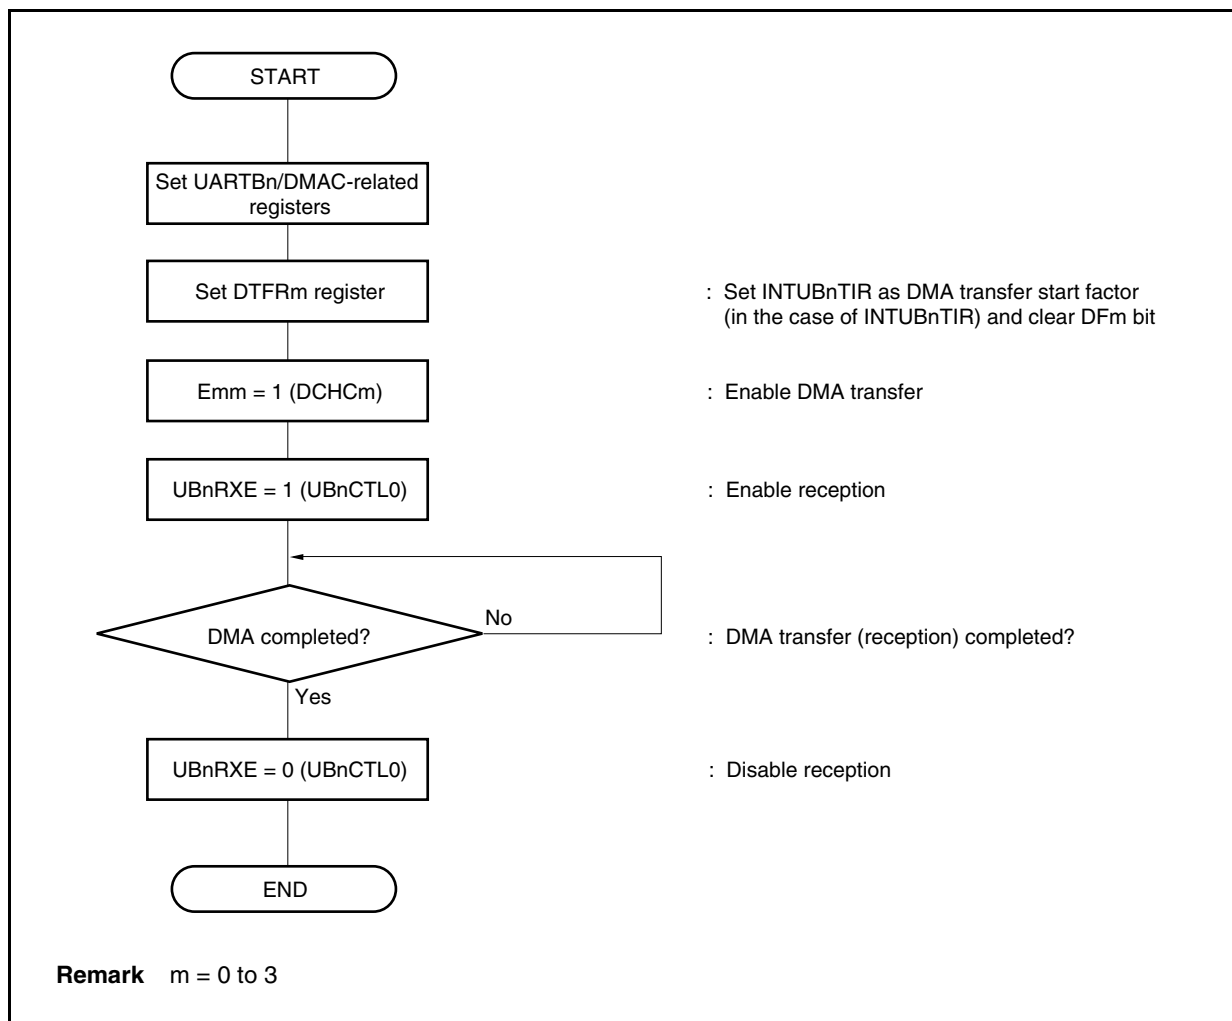 START
Set UARTBn/DMAC-related
registers
Set DTFRm register
: Set INTUBnTIR as DMA transfer start factor
(in the case of INTUBnTIR) and clear DFm bit
Emm = 1 (DCHCm)
: Enable DMA transfer
UBnRXE = 1 (UBnCTL0)
: Enable reception
DMA completed?
No
: DMA transfer (reception) completed?
Yes
UBnRXE = 0 (UBnCTL0)
: Disable reception
END
Remark m = 0 to 3